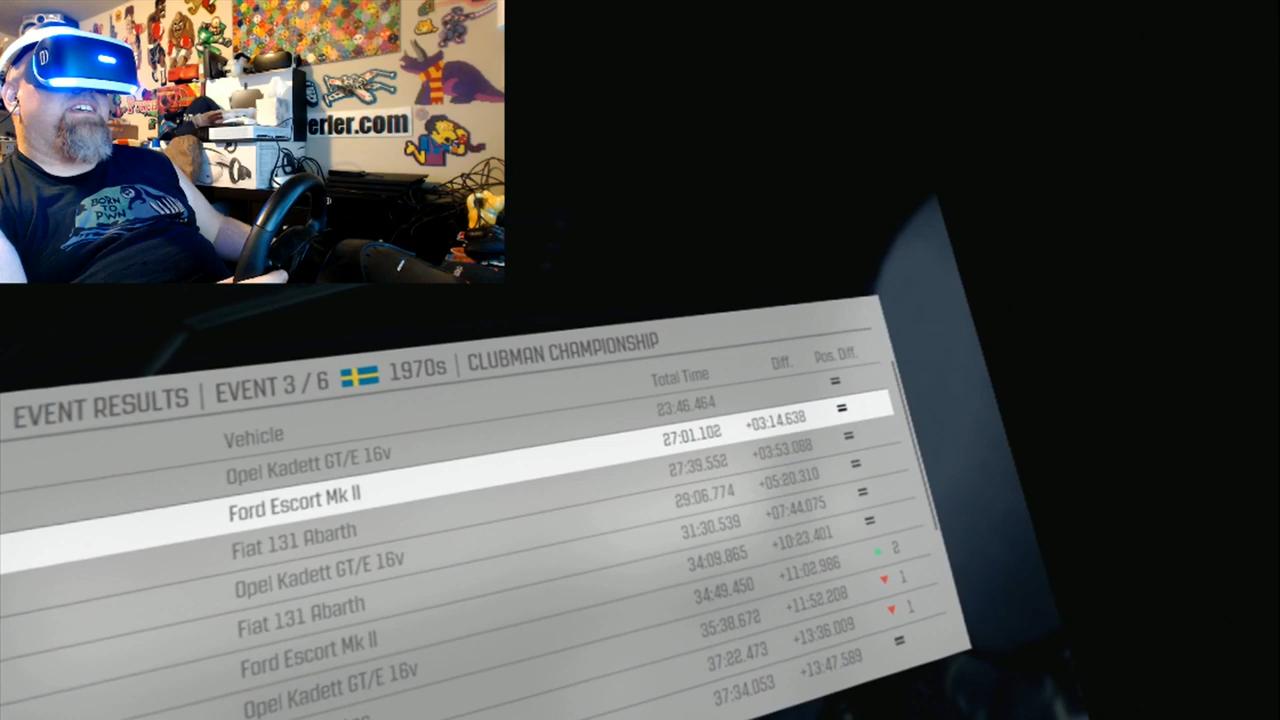 erler.com
BORN
TO
PWN
EVENT RESULTS | EVENT 3 / 6 1970s | CLUBMAN CHAMPIONSHIP
Vehicle Total Time Diff. Pos. Diff.
Opel Kadett GT/E 16v 23:46.464 =
Ford Escort Mk II 27:01.102 +03:14.638 =
Fiat 131 Abarth 27:39.552 +03:53.088 =
Opel Kadett GT/E 16v 29:06.774 +05:20.310 =
Fiat 131 Abarth 31:30.539 +07:44.075 =
Ford Escort Mk II 34:09.865 +10:23.401 =
Opel Kadett GT/E 16v 34:49.450 +11:02.986 2
35:38.672 +11:52.208 1
37:22.473 +13:36.009 1
37:34.053 +13:47.589 =